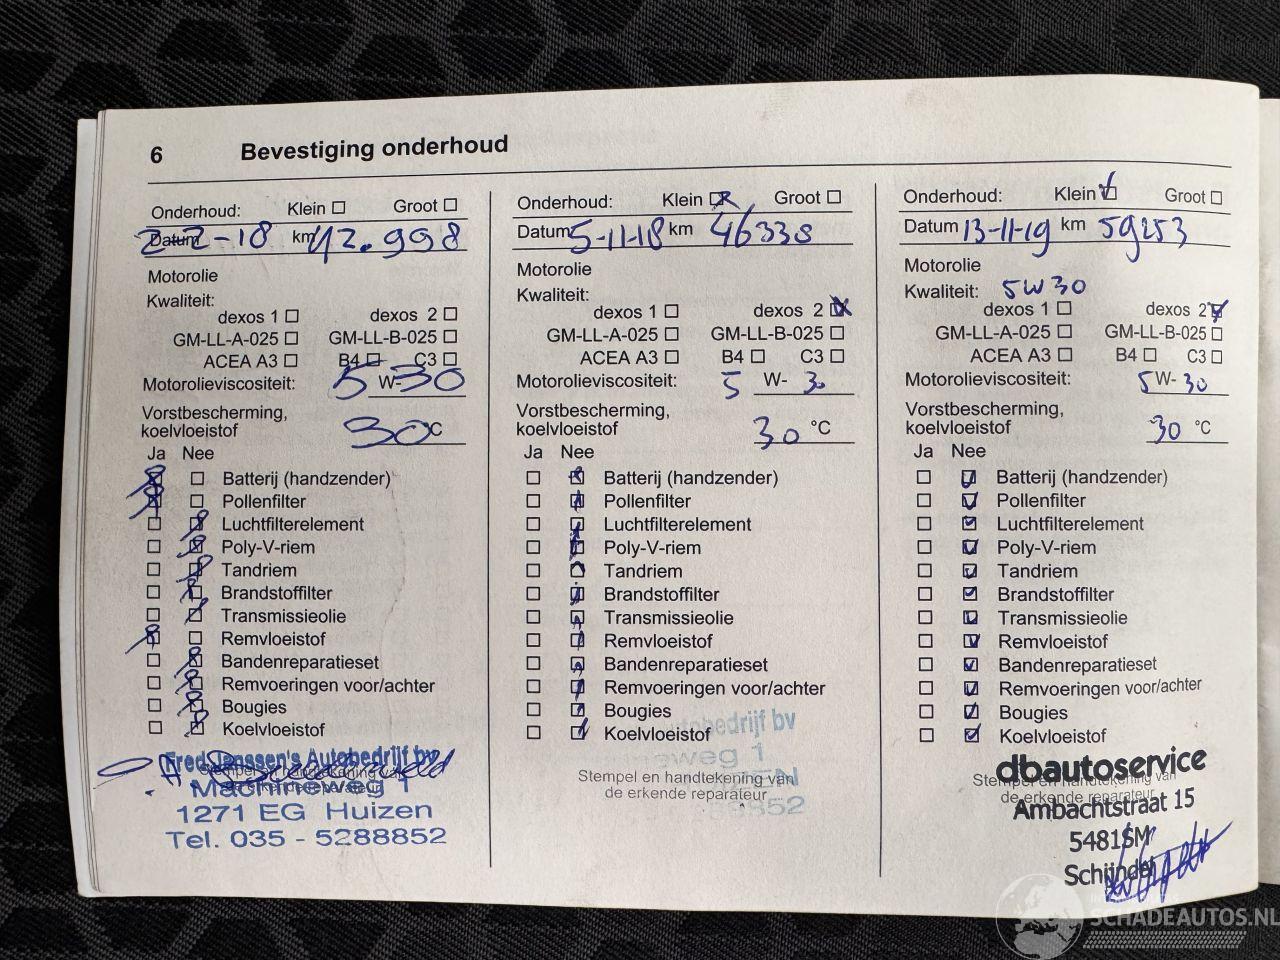 6 Bevestiging onderhoud
Onderhoud: Klein Groot
Datum 2-2-18 km 42.998
Motorolie
Kwaliteit:
dexos 1 dexos 2
GM-LL-A-025 GM-LL-B-025
ACEA A3 B4 C3
Motorolieviscositeit: 5 W- 30
Vorstbescherming,
koelvloeistof 30 °C
Ja Nee
Batterij (handzender)
Pollenfilter
Luchtfilterelement
Poly-V-riem
Tandriem
Brandstoffilter
Transmissieolie
Remvloeistof
Bandenreparatieset
Remvoeringen voor/achter
Bougies
Koelvloeistof
Fred Janssen's Autobedrijf bv
Machineweg 1
1271 EG Huizen
Tel. 035 - 5288852
Onderhoud: Klein Groot
Datum 5-11-18 km 46338
Motorolie
Kwaliteit:
dexos 1 dexos 2
GM-LL-A-025 GM-LL-B-025
ACEA A3 B4 C3
Motorolieviscositeit: 5 W- 30
Vorstbescherming,
koelvloeistof 30 °C
Ja Nee
Batterij (handzender)
Pollenfilter
Luchtfilterelement
Poly-V-riem
Tandriem
Brandstoffilter
Transmissieolie
Remvloeistof
Bandenreparatieset
Remvoeringen voor/achter
Bougies
Koelvloeistof
Stempel en handtekening van
de erkende reparateur
Onderhoud: Klein Groot
Datum 13-11-19 km 59253
Motorolie
Kwaliteit: 5W30
dexos 1 dexos 2
GM-LL-A-025 GM-LL-B-025
ACEA A3 B4 C3
Motorolieviscositeit: 5 W- 30
Vorstbescherming,
koelvloeistof 30 °C
Ja Nee
Batterij (handzender)
Pollenfilter
Luchtfilterelement
Poly-V-riem
Tandriem
Brandstoffilter
Transmissieolie
Remvloeistof
Bandenreparatieset
Remvoeringen voor/achter
Bougies
Koelvloeistof
dbautoservice
Stempel en handtekening van
de erkende reparateur
Ambachtstraat 15
5481SM
Schijndel
SCHADEAUTOS.NL